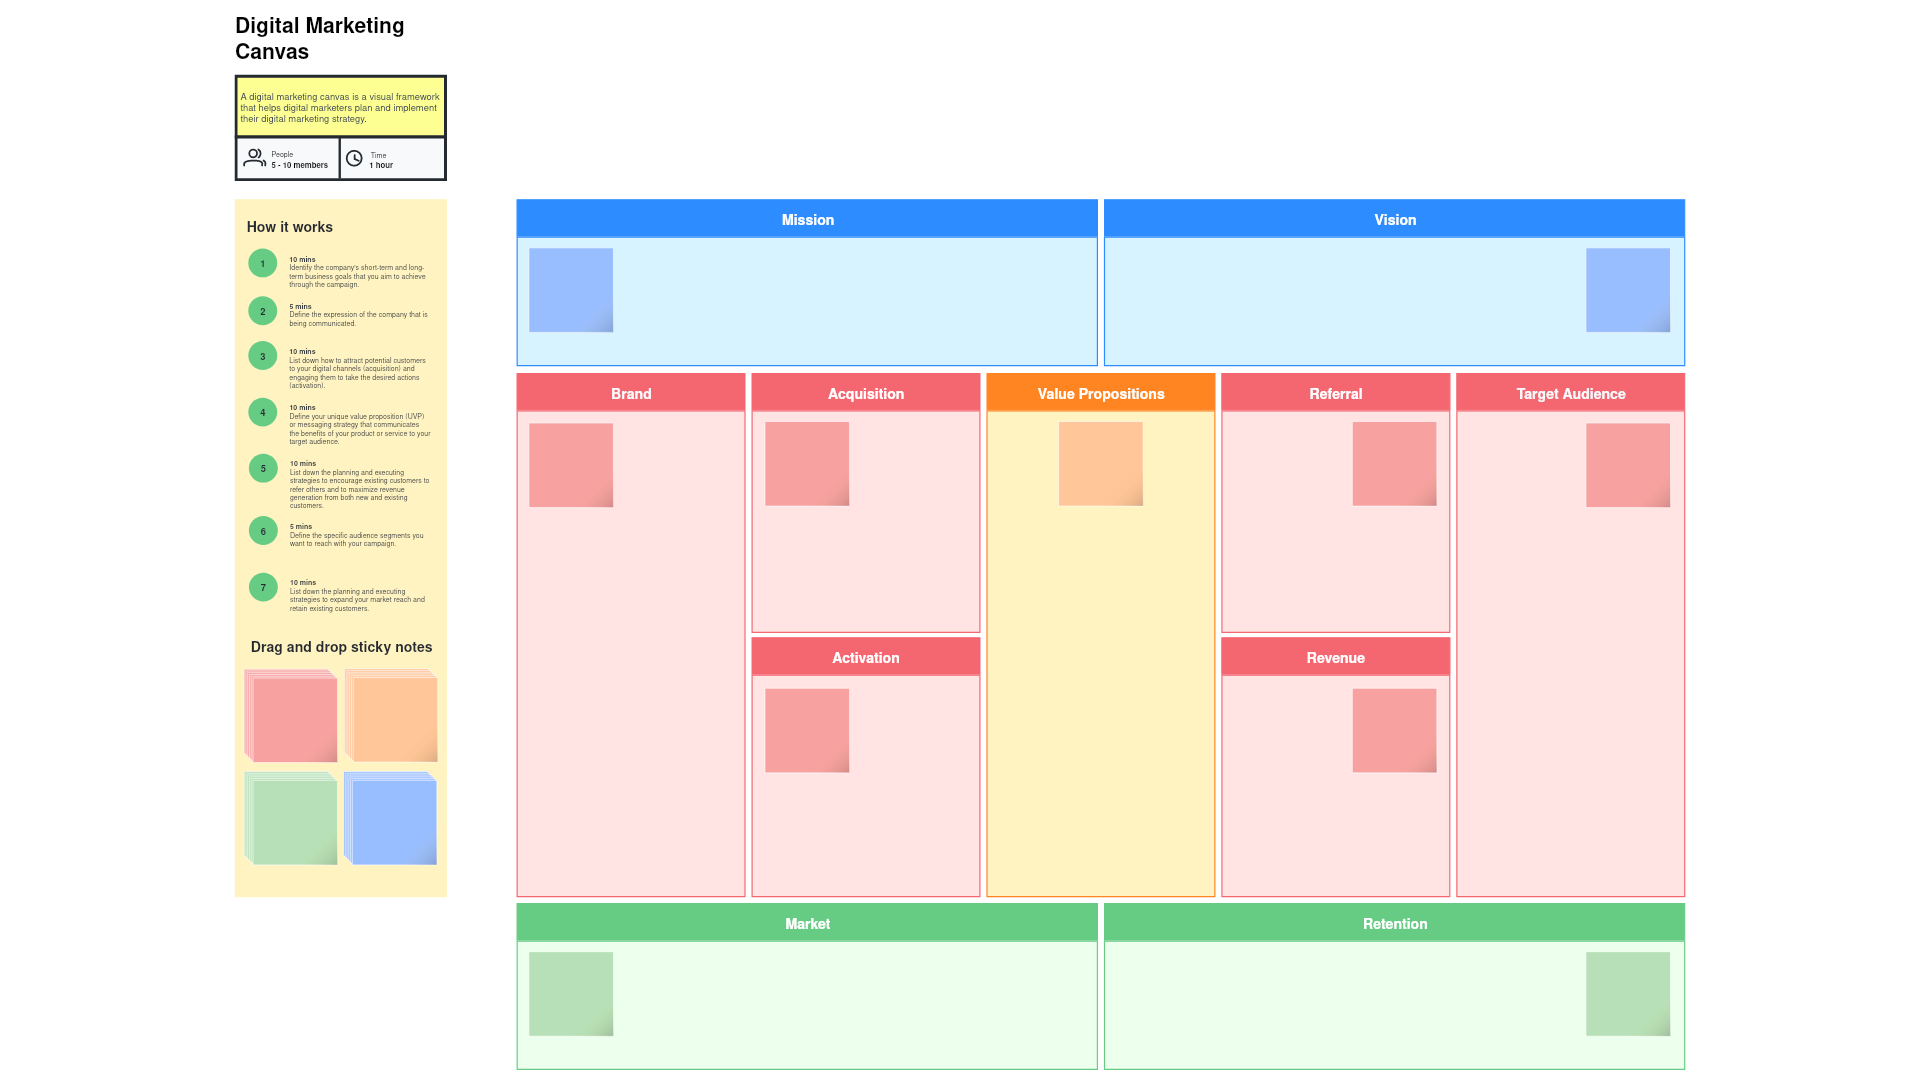 Digital Marketing
Canvas
A digital marketing canvas is a visual framework
that helps digital marketers plan and implement
their digital marketing strategy.
People
5 - 10 members
Time
1 hour
How it works
1
10 mins
Identify the company's short-term and long-
term business goals that you aim to achieve
through the campaign.
2
5 mins
Define the expression of the company that is
being communicated.
3
10 mins
List down how to attract potential customers
to your digital channels (acquisition) and
engaging them to take the desired actions
(activation).
4
10 mins
Define your unique value proposition (UVP)
or messaging strategy that communicates
the benefits of your product or service to your
target audience.
5
10 mins
List down the planning and executing
strategies to encourage existing customers to
refer others and to maximize revenue
generation from both new and existing
customers.
6
5 mins
Define the specific audience segments you
want to reach with your campaign.
7
10 mins
List down the planning and executing
strategies to expand your market reach and
retain existing customers.
Drag and drop sticky notes
Mission
Vision
Brand
Acquisition
Value Propositions
Referral
Target Audience
Activation
Revenue
Market
Retention